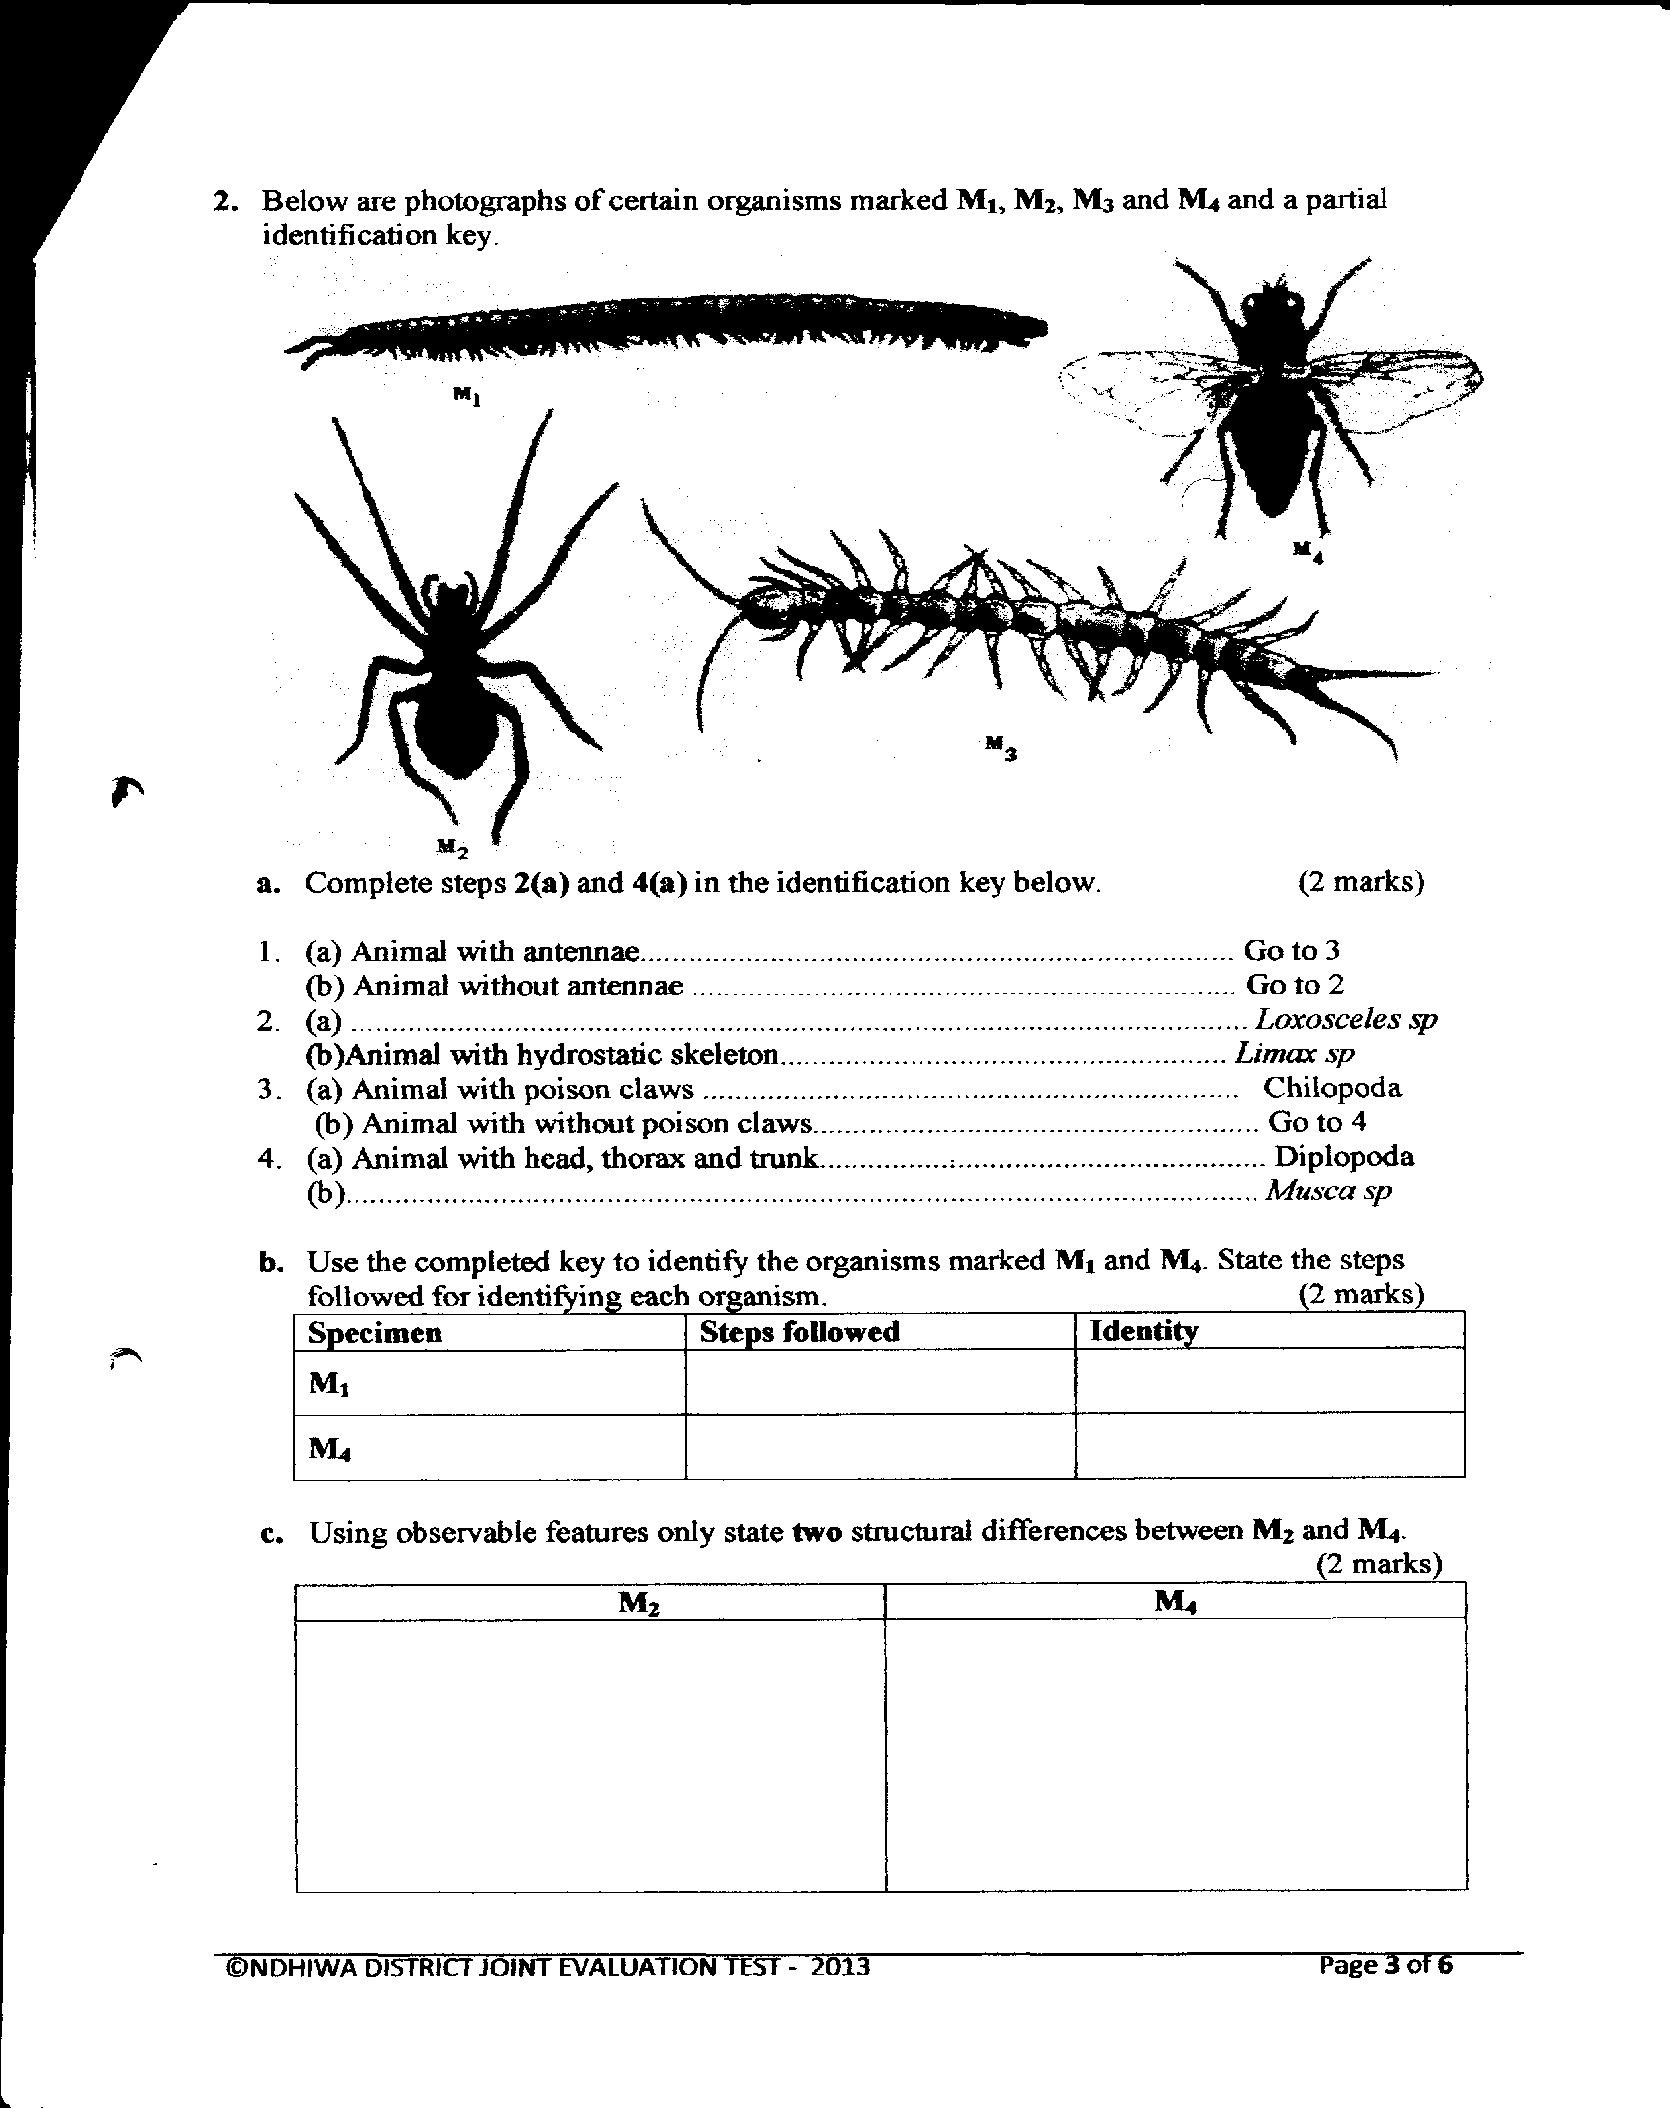 2. Below are photographs of certain organisms marked M₁, M₂, M₃ and M₄ and a partial
identification key.
M₁
M₄
M₃
M₂
a. Complete steps 2(a) and 4(a) in the identification key below. (2 marks)
1. (a) Animal with antennae.......................................................................... Go to 3
(b) Animal without antennae .................................................................... Go to 2
2. (a) ................................................................................................................ Loxosceles sp
(b)Animal with hydrostatic skeleton........................................................ Limax sp
3. (a) Animal with poison claws ................................................................... Chilopoda
(b) Animal with without poison claws........................................................ Go to 4
4. (a) Animal with head, thorax and trunk........................................................ Diplopoda
(b).................................................................................................................. Musca sp
b. Use the completed key to identify the organisms marked M₁ and M₄. State the steps
followed for identifying each organism. (2 marks)
Specimen Steps followed Identity
M₁
M₄
c. Using observable features only state two structural differences between M₂ and M₄.
(2 marks)
M₂ M₄
©NDHIWA DISTRICT JOINT EVALUATION TEST - 2013 Page 3 of 6